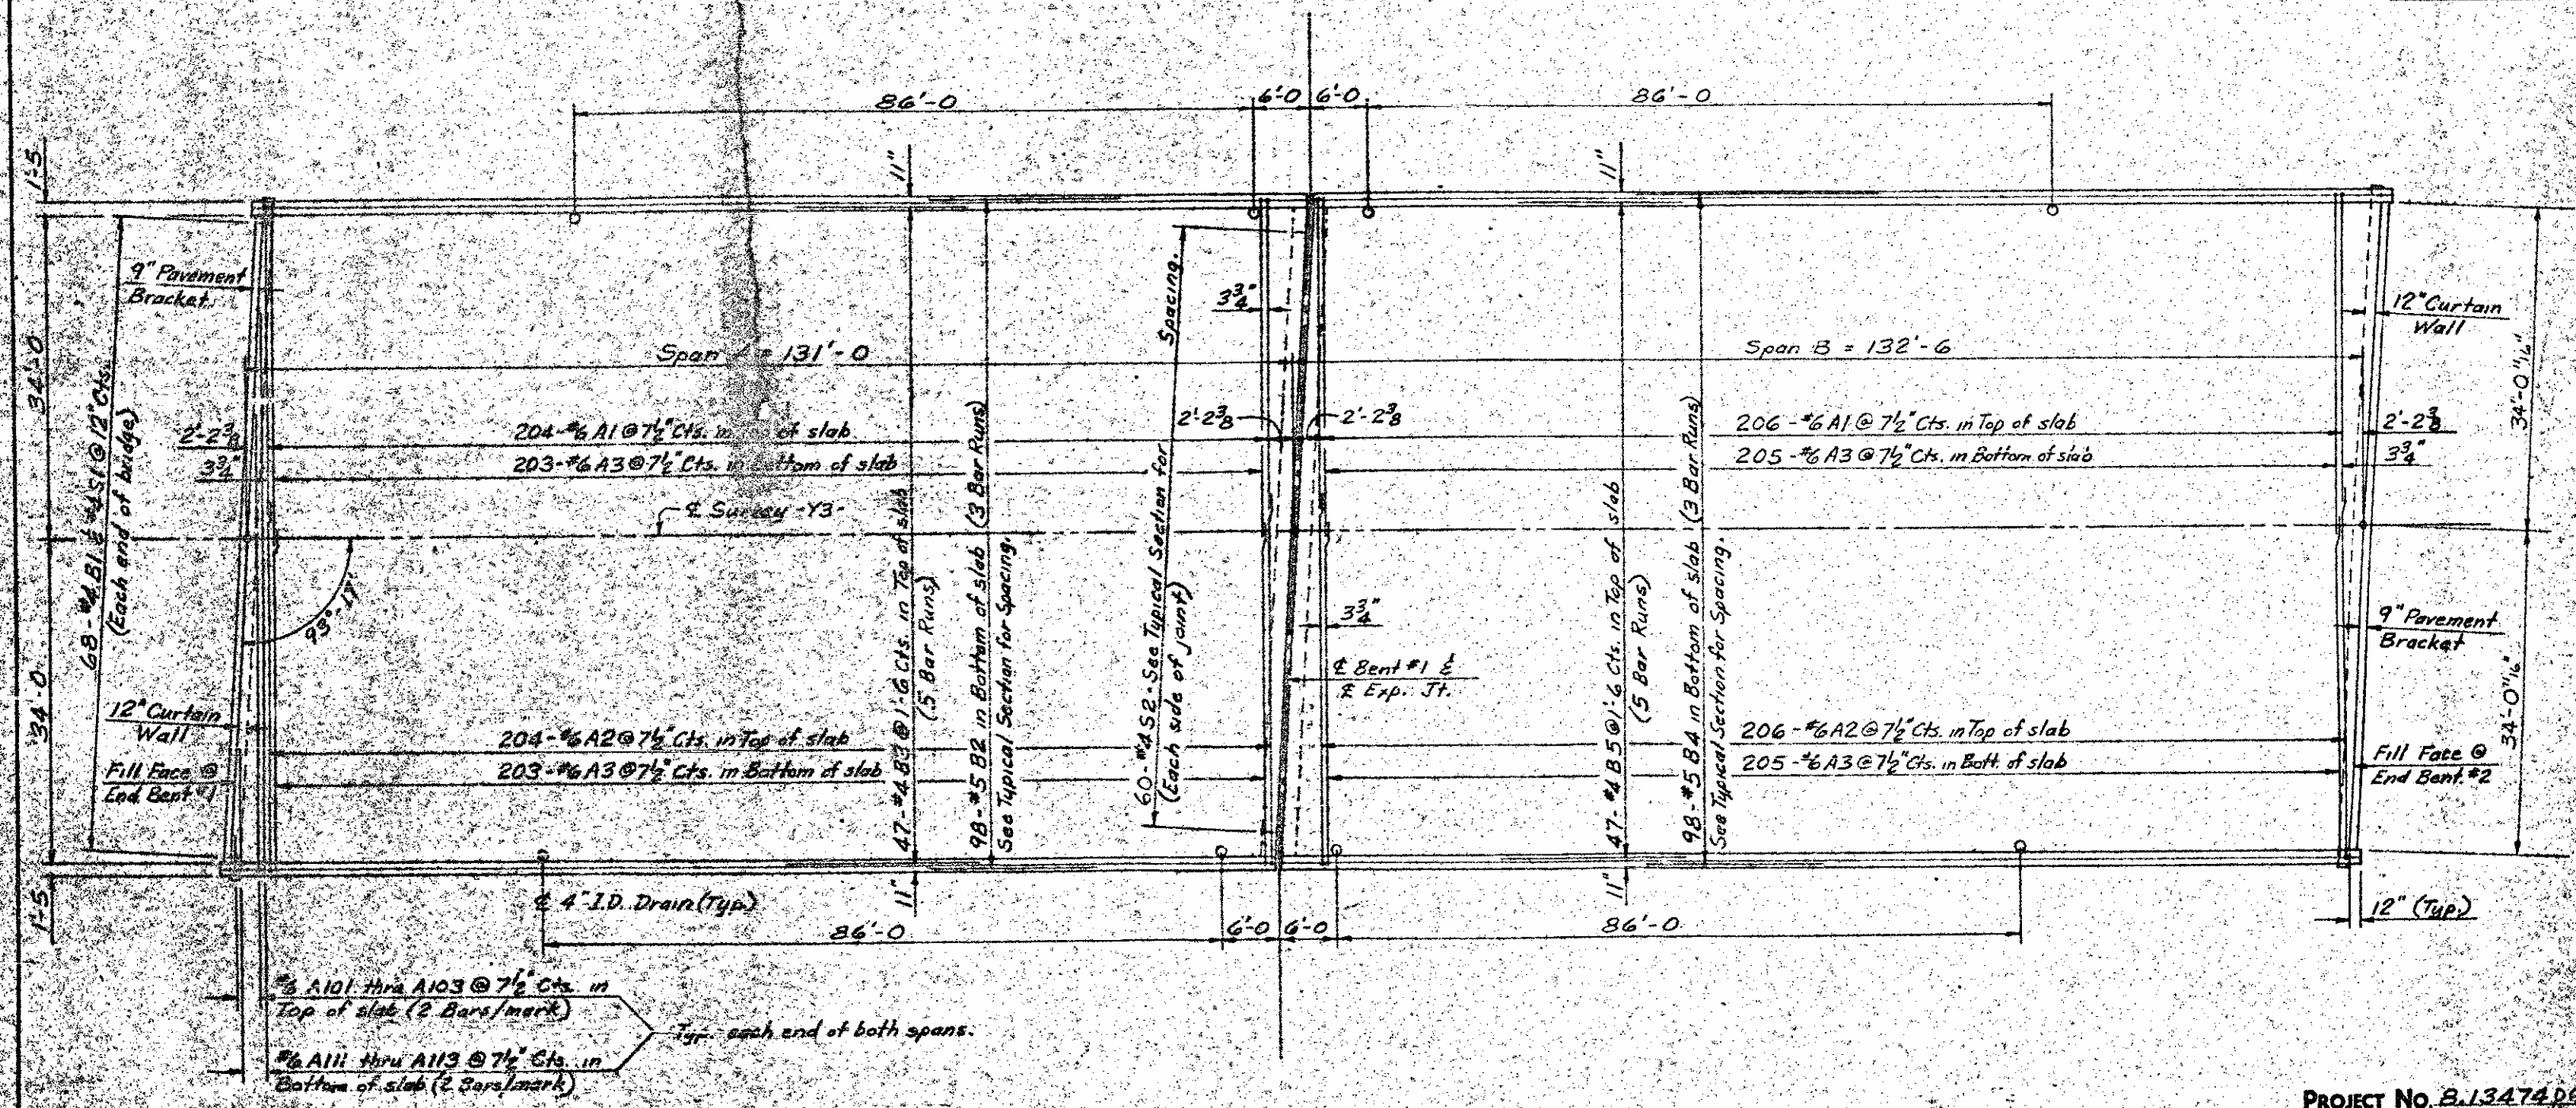 86'-0
6'-0 6'-0
86'-0
1'-5
11"
11"
9" Pavement
Bracket
Spacing.
3¾"
12" Curtain
Wall
34'-0
Span = 131'-0
Span B = 132'-6
34'-0 11/16"
68-#4 B1 & #4 S1 @ 12" Cts.
(Each end of bridge)
2'-2⅜
2'-2⅜
2'-2⅜
2'-2⅜
3¾"
204-#6 A1 @ 7½" Cts. of slab
203-#6 A3 @ 7½" Cts. in Bottom of slab
206-#6 A1 @ 7½" Cts. in Top of slab
205-#6 A3 @ 7½" Cts. in Bottom of slab
3¾"
℄ Survey -Y3-
93°-17'
47-#4 B3 @ 1'-6 Cts. in Top of slab
(5 Bar Runs)
98-#5 B2 in Bottom of slab (3 Bar Runs)
See Typical Section for Spacing.
60-#4 S2-See Typical Section for
(Each side of joint)
3¾"
℄ Bent #1 &
℄ Exp. Jt.
47-#4 B5 @ 1'-6 Cts. in Top of slab
(5 Bar Runs)
98-#5 B4 in Bottom of slab (3 Bar Runs)
See Typical Section for Spacing.
9" Pavement
Bracket
34'-0
34'-0 11/16"
12" Curtain
Wall
Fill Face @
End Bent #1
204-#6 A2 @ 7½" Cts. in Top of slab
203-#6 A3 @ 7½" Cts. in Bottom of slab
206-#6 A2 @ 7½" Cts. in Top of slab
205-#6 A3 @ 7½" Cts. in Bott. of slab
Fill Face @
End Bent #2
1'-5
℄ 4" I.D. Drain (Typ.)
11"
11"
12" (Typ.)
86'-0
6'-0 6'-0
86'-0
#6 A101 thru A103 @ 7½" Cts. in
Top of slab (2 Bars/mark)
Typ. each end of both spans.
#6 A111 thru A113 @ 7½" Cts. in
Bottom of slab (2 Bars/mark)
PROJECT NO.